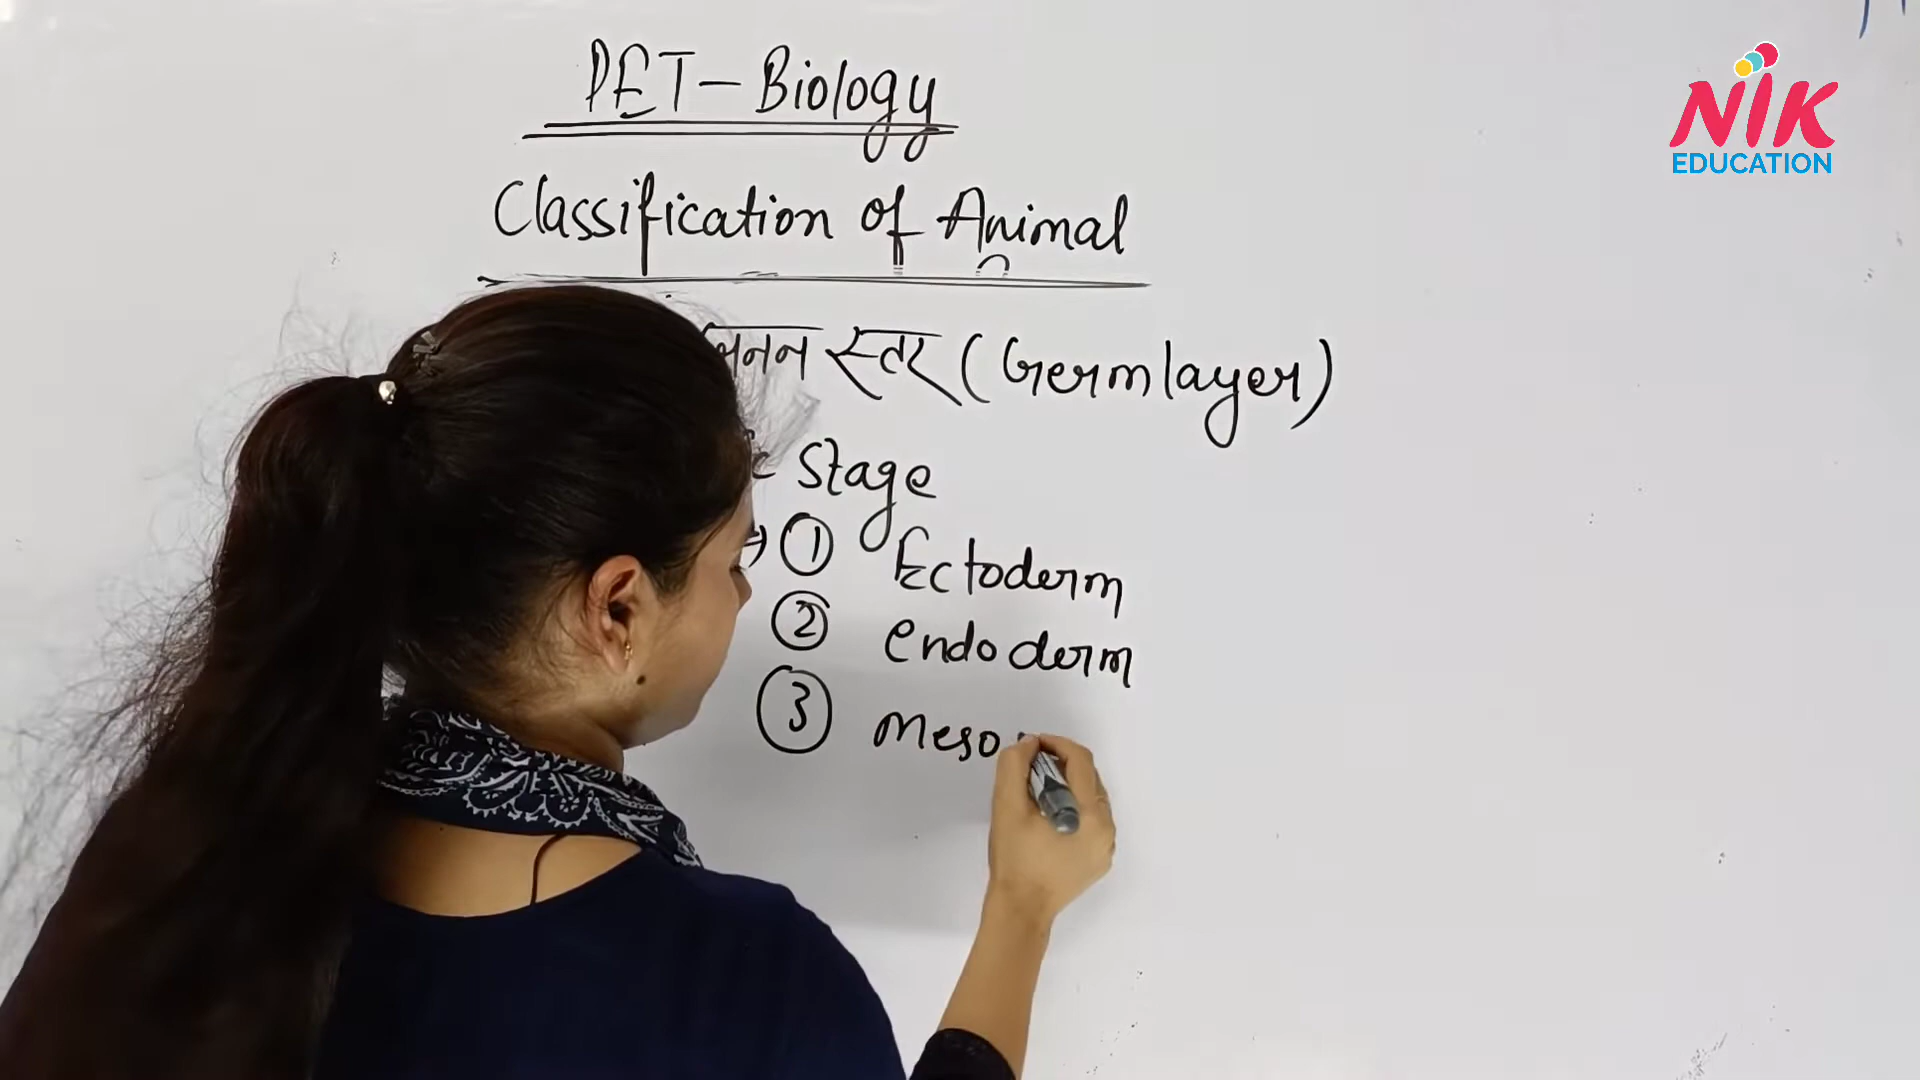 PET - Biology
Classification of Animal
स्तर (Germlayer)
Stage
→ ① Ectoderm
② endoderm
③ Meso
NIK
EDUCATION